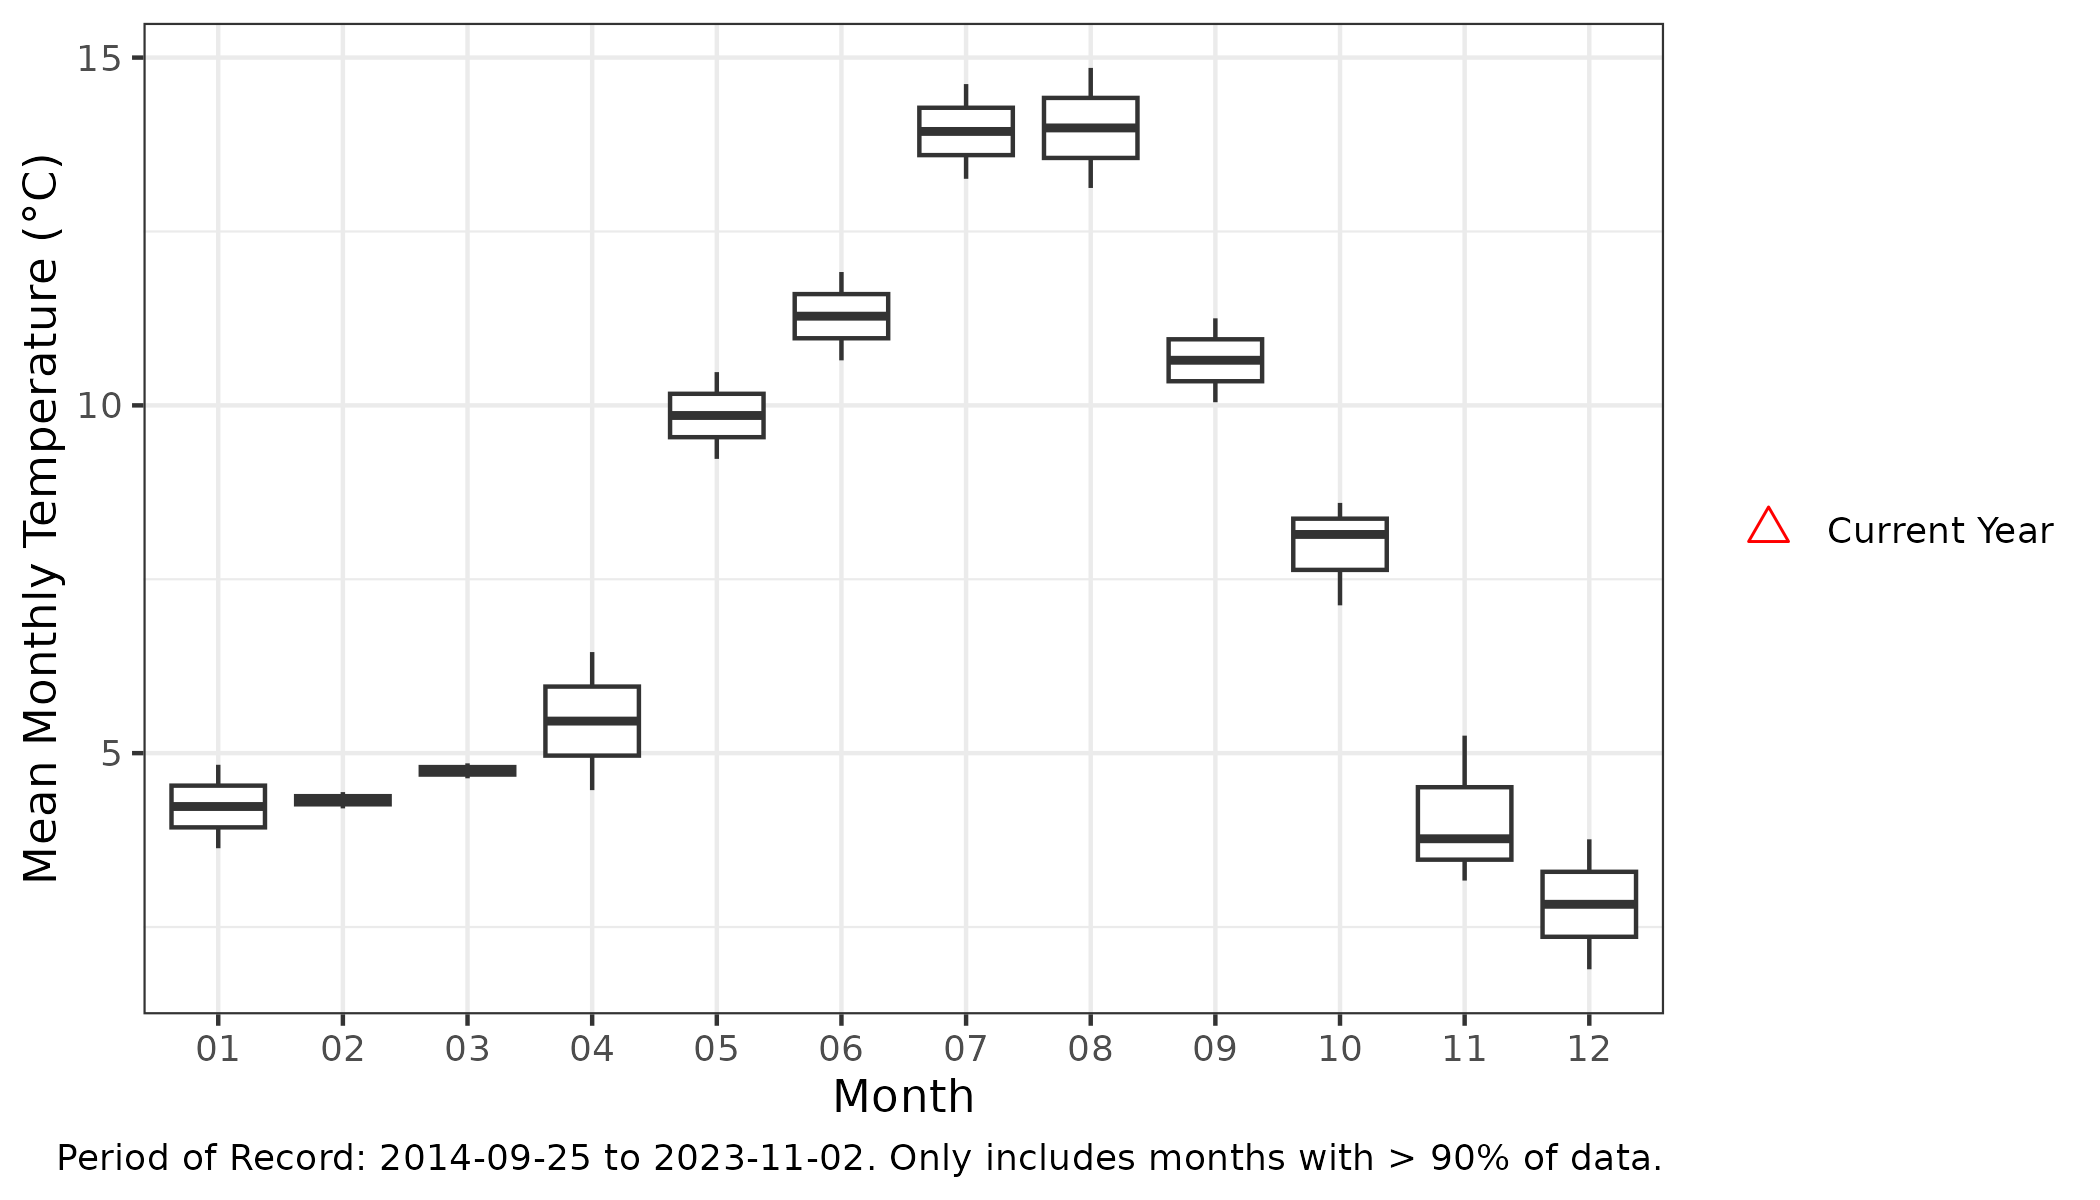 Mean Monthly Temperature (°C)
15
10
5
01 02 03 04 05 06 07 08 09 10 11 12
Month
Current Year
Period of Record: 2014-09-25 to 2023-11-02. Only includes months with > 90% of data.